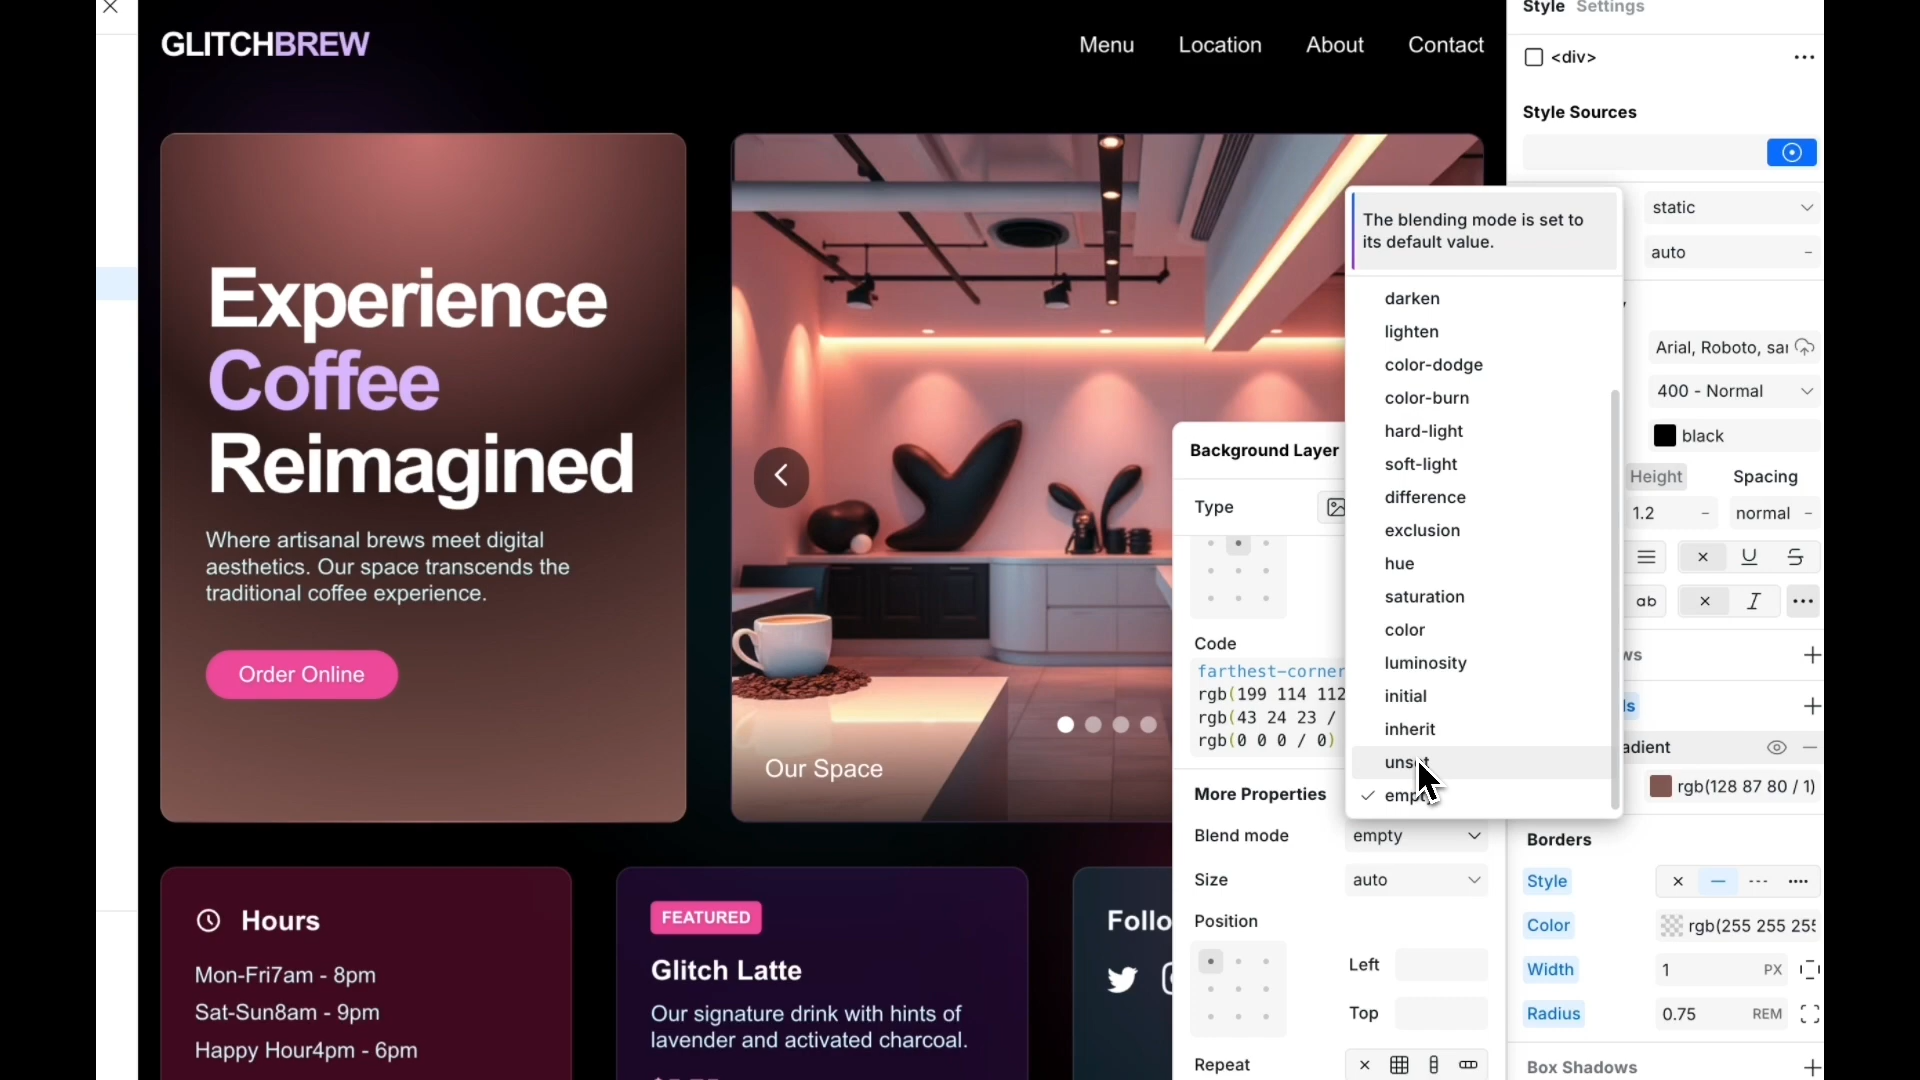 GLITCHBREW
Menu
Location
About
Contact
Experience
Coffee
Reimagined
Where artisanal brews meet digital
aesthetics. Our space transcends the
traditional coffee experience.
Order Online
Our Space
Hours
Mon-Fri7am - 8pm
Sat-Sun8am - 9pm
Happy Hour4pm - 6pm
FEATURED
Glitch Latte
Our signature drink with hints of
lavender and activated charcoal.
Follo
Background Layer
Type
Code
farthest-corner
rgb(199 114 112
rgb(43 24 23 /
rgb(0 0 0 / 0)
More Properties
Blend mode
empty
Size
auto
Position
Left
Top
Repeat
The blending mode is set to
its default value.
darken
lighten
color-dodge
color-burn
hard-light
soft-light
difference
exclusion
hue
saturation
color
luminosity
initial
inherit
Style Settings
<div>
Style Sources
static
auto
Arial, Roboto, sa
400 - Normal
black
Height
Spacing
1.2
normal
ab
adient
rgb(128 87 80 / 1)
Borders
Style
Color
rgb(255 255 255
Width
1
PX
Radius
0.75
REM
Box Shadows